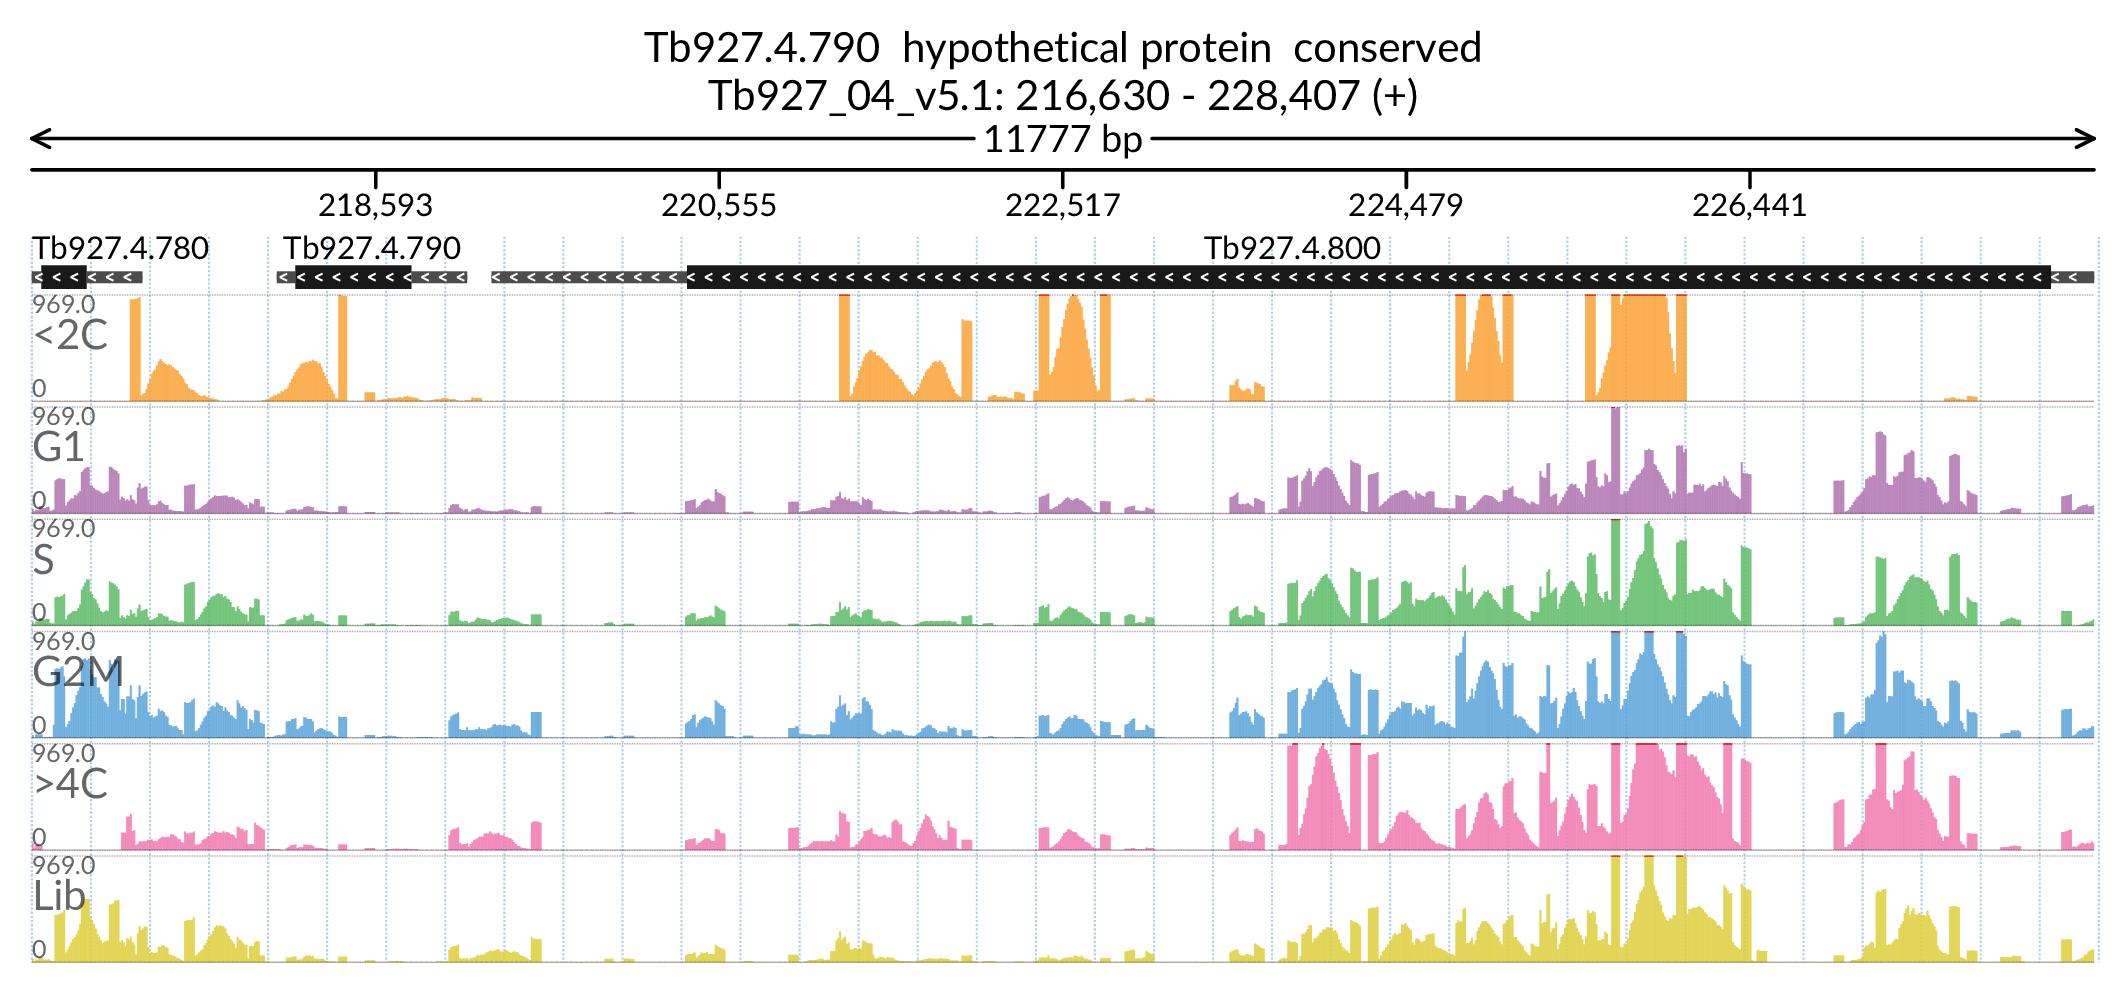 Tb927.4.790  hypothetical protein  conserved
Tb927_04_v5.1: 216,630 - 228,407 (+)
11777 bp
218,593 220,555 222,517 224,479 226,441
Tb927.4.780 Tb927.4.790 Tb927.4.800
969.0
<2C
0
969.0
G1
0
969.0
S
0
969.0
G2M
0
969.0
>4C
0
969.0
Lib
0